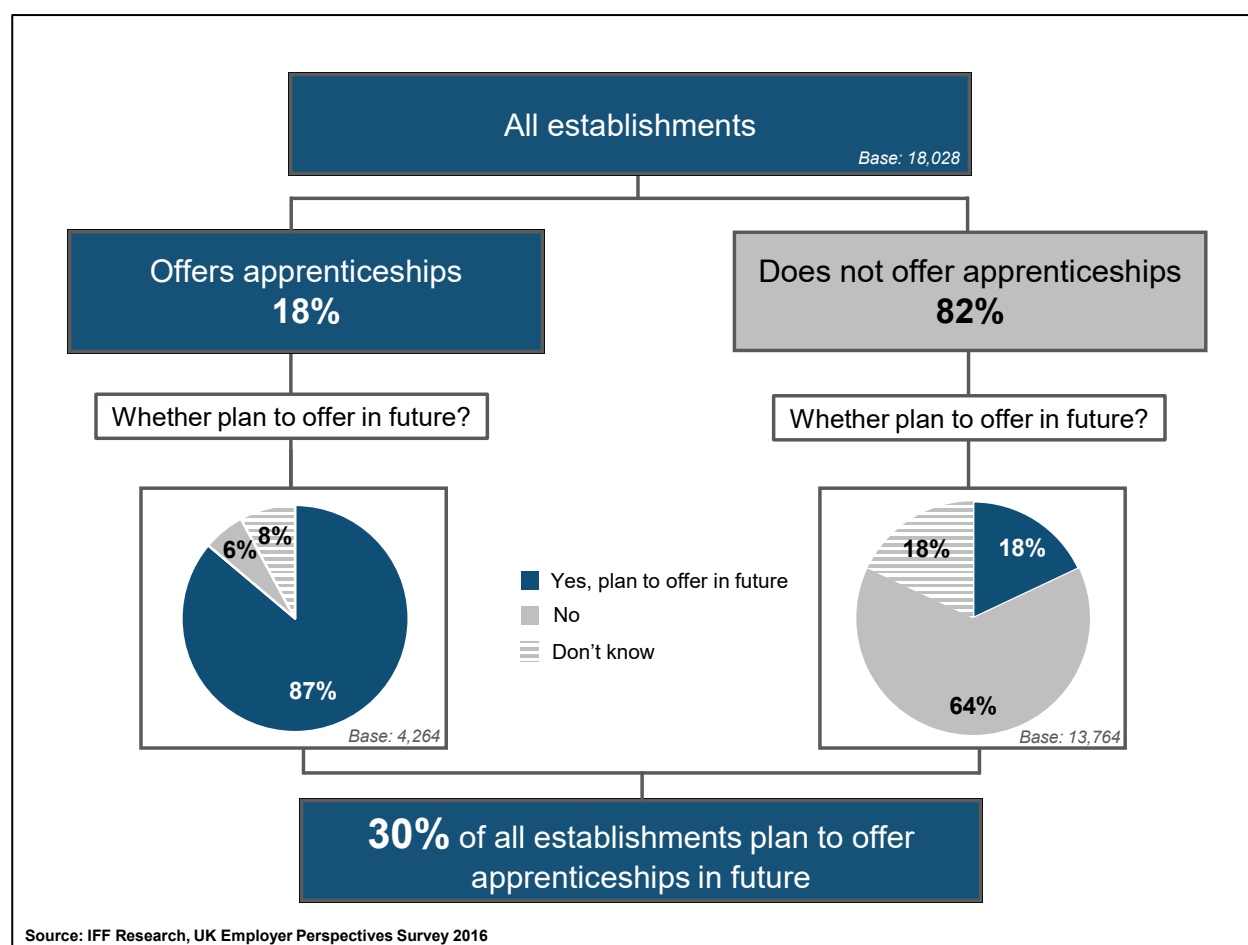 All establishments
Base: 18,028
Offers apprenticeships
18%
Does not offer apprenticeships
82%
Whether plan to offer in future?
Whether plan to offer in future?
8%
6%
87%
Base: 4,264
Yes, plan to offer in future
No
Don’t know
18%
18%
64%
Base: 13,764
30% of all establishments plan to offer
apprenticeships in future
Source: IFF Research, UK Employer Perspectives Survey 2016